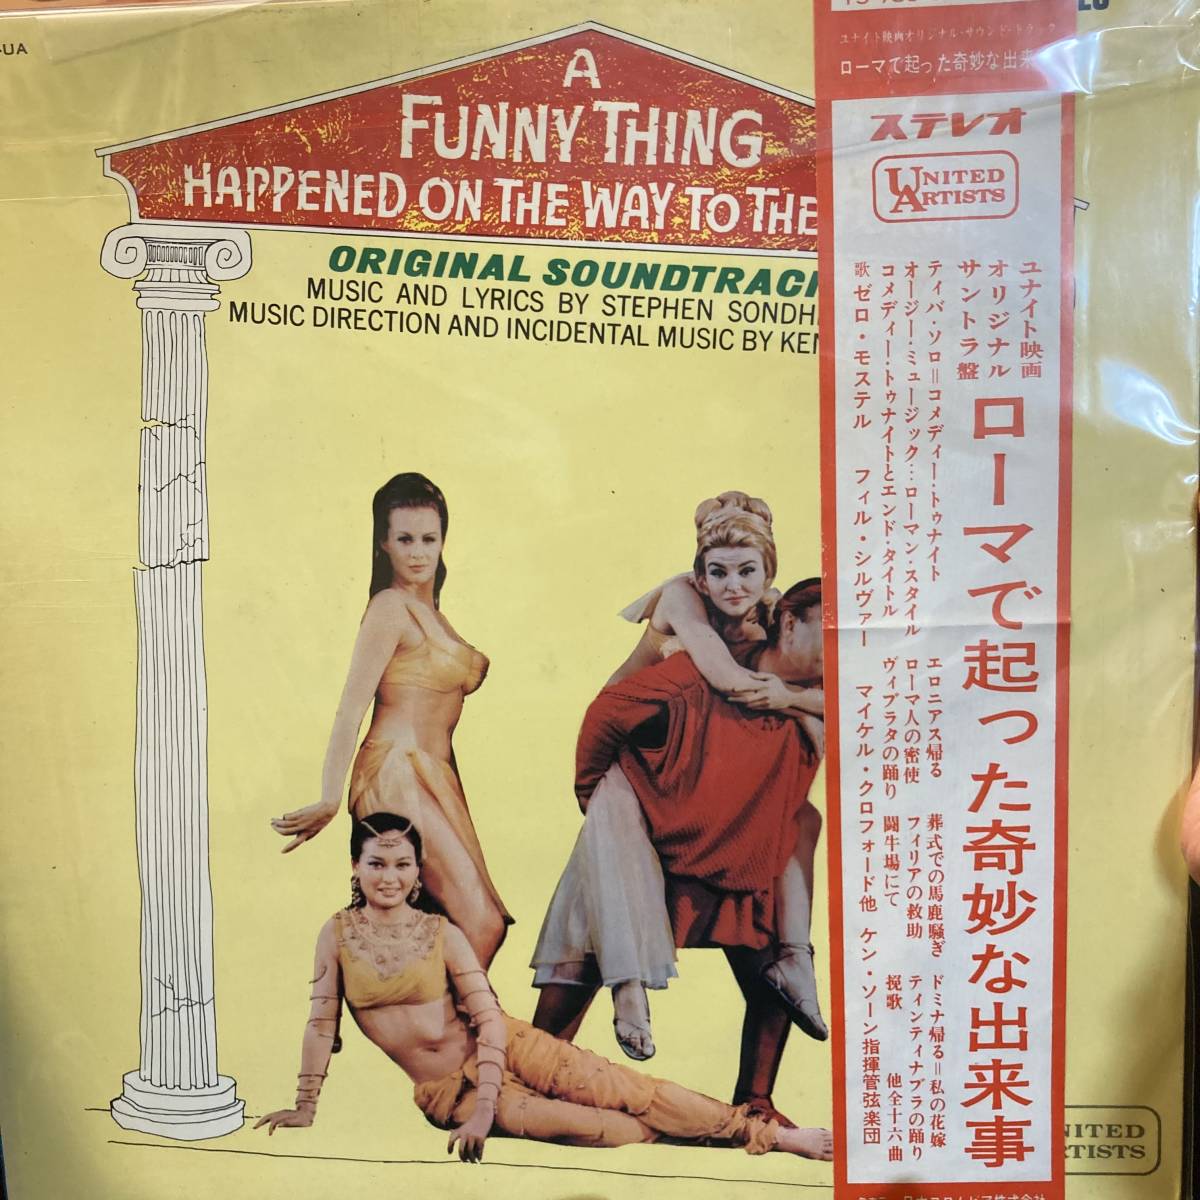 -UA
A
FUNNY THING
HAPPENED ON THE WAY TO THE
ORIGINAL SOUNDTRAC
MUSIC AND LYRICS BY STEPHEN SONDH
MUSIC DIRECTION AND INCIDENTAL MUSIC BY KEN
ユナイト映画オリジナル・サウンド・トラック
ローマで起った奇妙な出来
ステレオ
UNITED
ARTISTS
ユナイト映画
オリジナル
サントラ盤
ローマで起った奇妙な出来事
ティバ・ソロ=コメディー・トゥナイト エロニアス帰る 葬式での馬鹿騒ぎ ドミナ帰る=私の花嫁
オージー・ミュージック…ローマン・スタイル ローマ人の密使 フィリアの救助 ティンティナブラの踊り
コメディー・トゥナイトとエンド・タイトル ヴィブラタの踊り 闘牛場にて 挽歌 他全十六曲
歌 ゼロ・モステル フィル・シルヴァー マイケル・クロフォード他 ケン・ソーン指揮管弦楽団
NITED
RTISTS